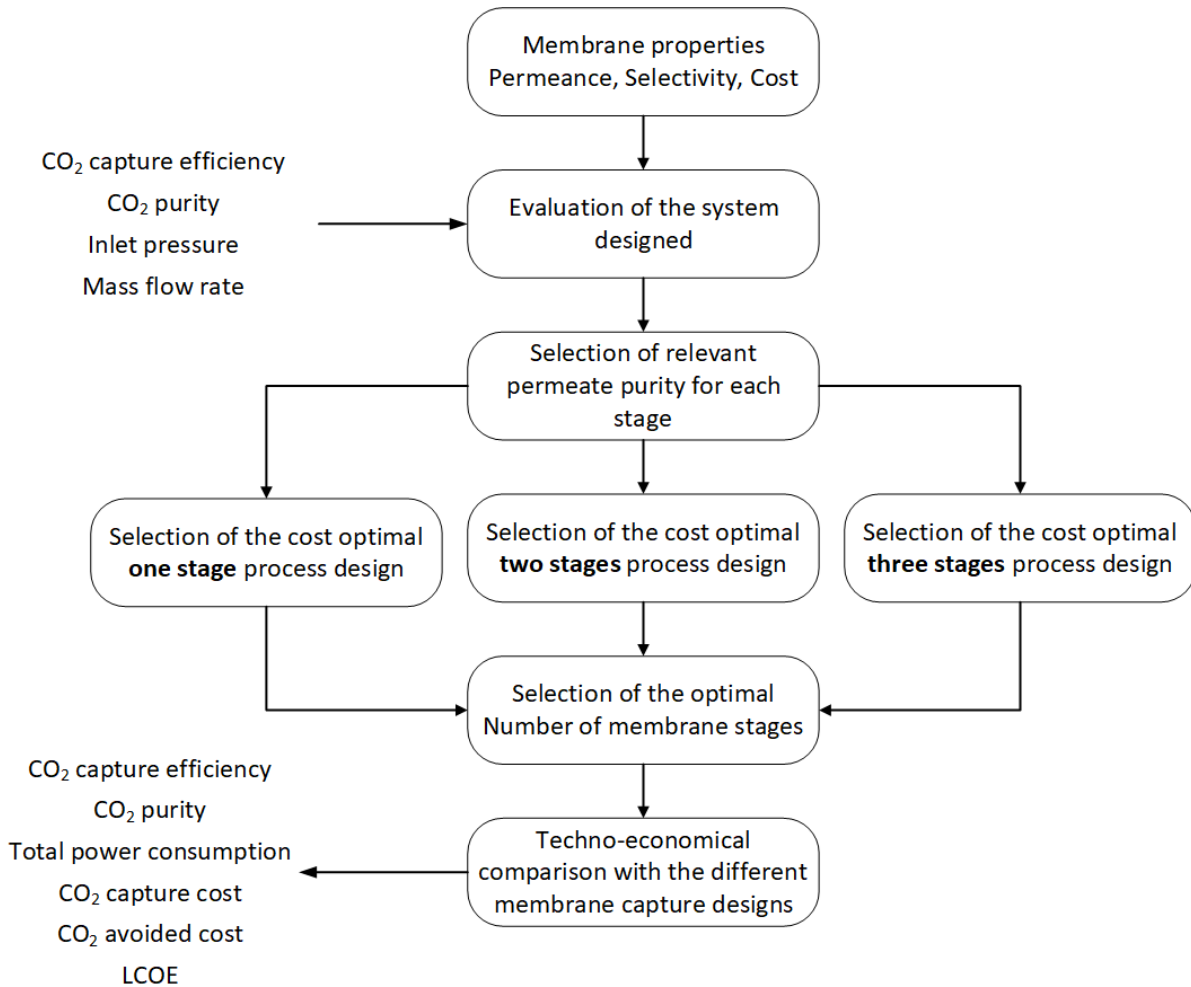 Membrane properties
Permeance, Selectivity, Cost
CO₂ capture efficiency
CO₂ purity
Inlet pressure
Mass flow rate
Evaluation of the system
designed
Selection of relevant
permeate purity for each
stage
Selection of the cost optimal
one stage process design
Selection of the cost optimal
two stages process design
Selection of the cost optimal
three stages process design
Selection of the optimal
Number of membrane stages
CO₂ capture efficiency
CO₂ purity
Total power consumption
CO₂ capture cost
CO₂ avoided cost
LCOE
Techno-economical
comparison with the different
membrane capture designs